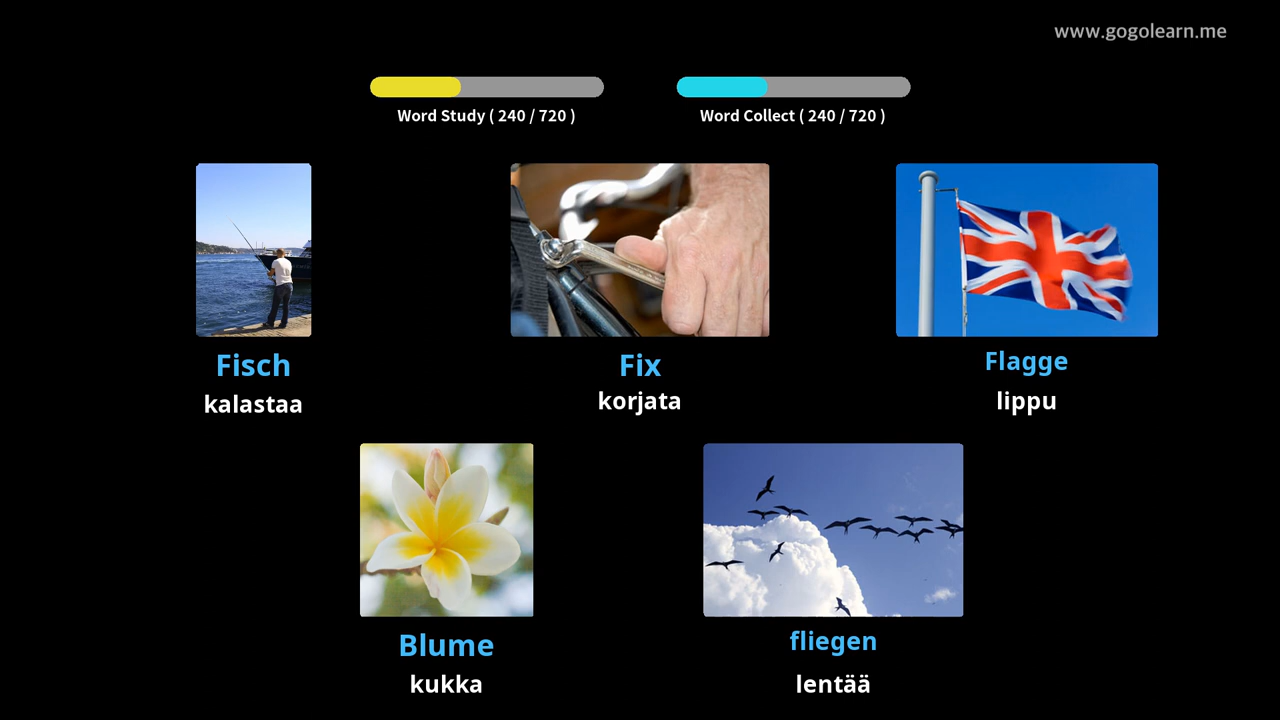 www.gogolearn.me
Word Study ( 240 / 720 )
Word Collect ( 240 / 720 )
Fisch
kalastaa
Fix
korjata
Flagge
lippu
Blume
kukka
fliegen
lentää